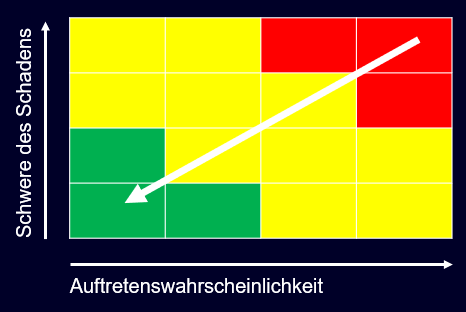 Schwere des Schadens
Auftretenswahrscheinlichkeit